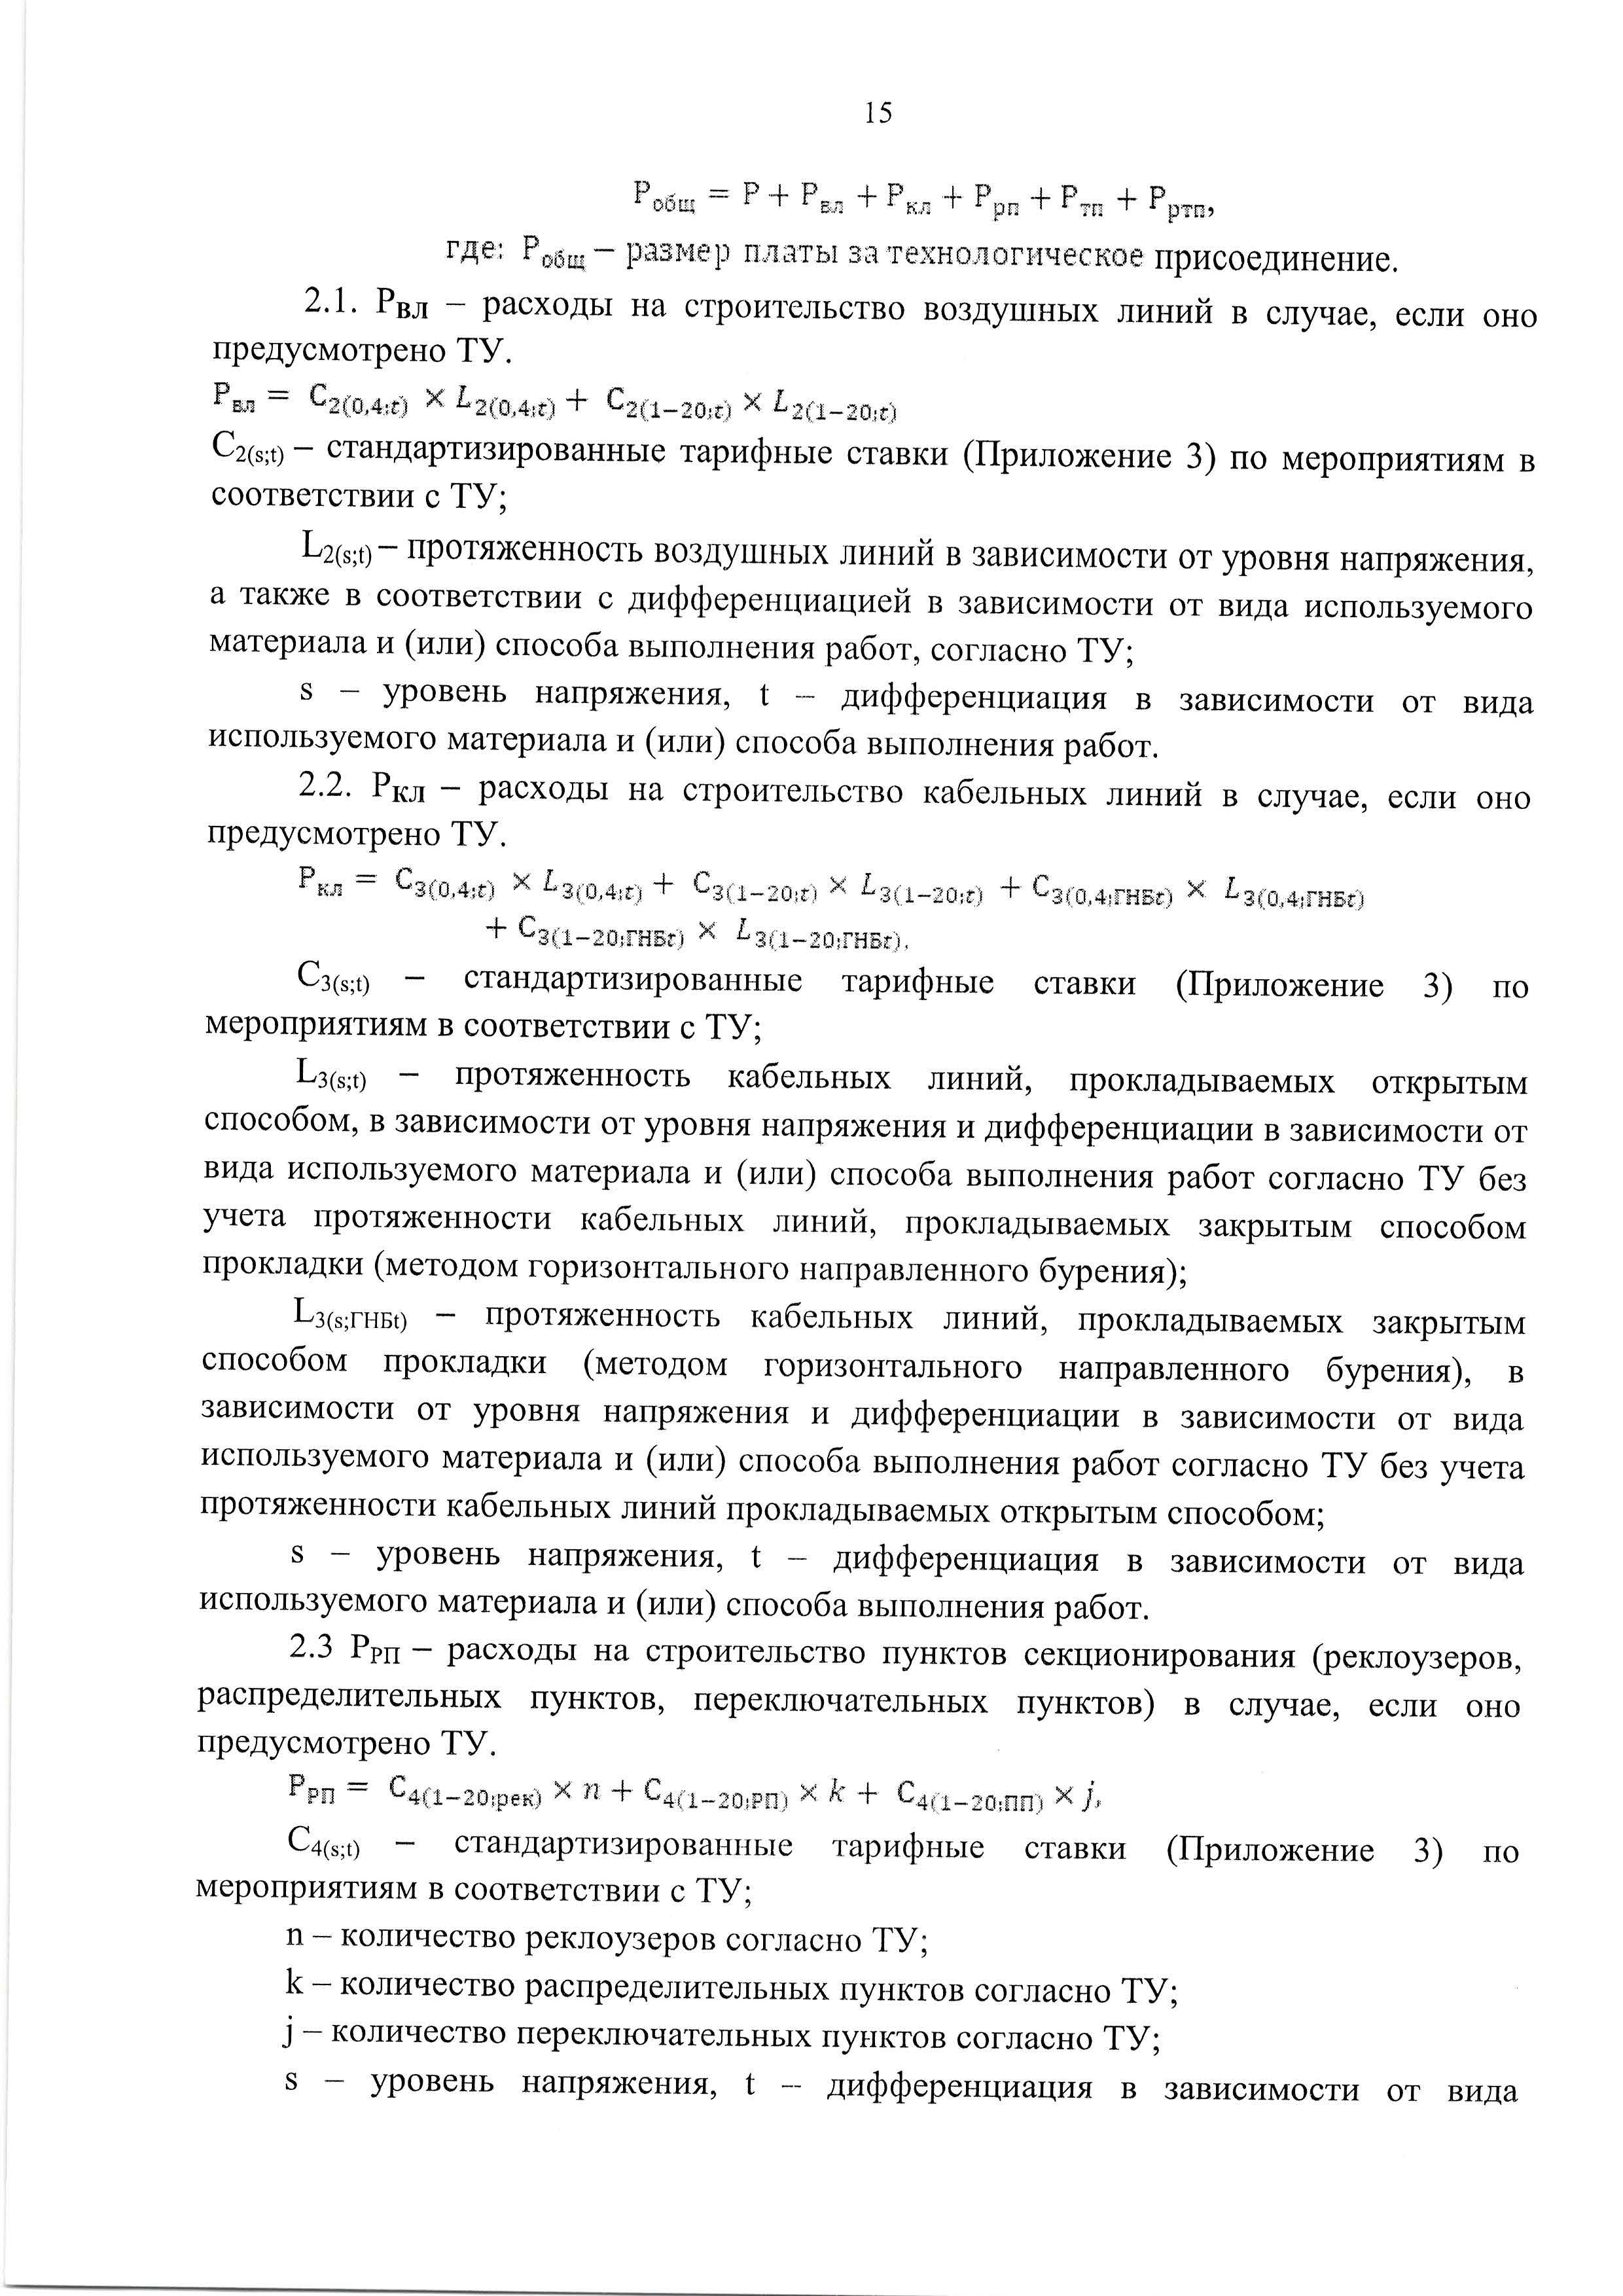 15
Pобщ = P + Pвл + Pкл + Pрп + Pтп + Pртп,
где: Pобщ – размер платы за технологическое присоединение.
2.1. PВЛ – расходы на строительство воздушных линий в случае, если оно
предусмотрено ТУ.
Pвл = C2(0,4;t) × L2(0,4;t) + C2(1–20;t) × L2(1–20;t)
C2(s;t) – стандартизированные тарифные ставки (Приложение 3) по мероприятиям в
соответствии с ТУ;
L2(s;t) – протяженность воздушных линий в зависимости от уровня напряжения,
а также в соответствии с дифференциацией в зависимости от вида используемого
материала и (или) способа выполнения работ, согласно ТУ;
s – уровень напряжения, t – дифференциация в зависимости от вида
используемого материала и (или) способа выполнения работ.
2.2. PКЛ – расходы на строительство кабельных линий в случае, если оно
предусмотрено ТУ.
Pкл = C3(0,4;t) × L3(0,4;t) + C3(1–20;t) × L3(1–20;t) + C3(0,4;ГНБt) × L3(0,4;ГНБt)
+ C3(1–20;ГНБt) × L3(1–20;ГНБt).
C3(s;t) – стандартизированные тарифные ставки (Приложение 3) по
мероприятиям в соответствии с ТУ;
L3(s;t) – протяженность кабельных линий, прокладываемых открытым
способом, в зависимости от уровня напряжения и дифференциации в зависимости от
вида используемого материала и (или) способа выполнения работ согласно ТУ без
учета протяженности кабельных линий, прокладываемых закрытым способом
прокладки (методом горизонтального направленного бурения);
L3(s;ГНБt) – протяженность кабельных линий, прокладываемых закрытым
способом прокладки (методом горизонтального направленного бурения), в
зависимости от уровня напряжения и дифференциации в зависимости от вида
используемого материала и (или) способа выполнения работ согласно ТУ без учета
протяженности кабельных линий прокладываемых открытым способом;
s – уровень напряжения, t – дифференциация в зависимости от вида
используемого материала и (или) способа выполнения работ.
2.3 PРП – расходы на строительство пунктов секционирования (реклоузеров,
распределительных пунктов, переключательных пунктов) в случае, если оно
предусмотрено ТУ.
PРП = C4(1–20;рек) × n + C4(1–20;РП) × k + C4(1–20;ПП) × j,
C4(s;t) – стандартизированные тарифные ставки (Приложение 3) по
мероприятиям в соответствии с ТУ;
n – количество реклоузеров согласно ТУ;
k – количество распределительных пунктов согласно ТУ;
j – количество переключательных пунктов согласно ТУ;
s – уровень напряжения, t – дифференциация в зависимости от вида